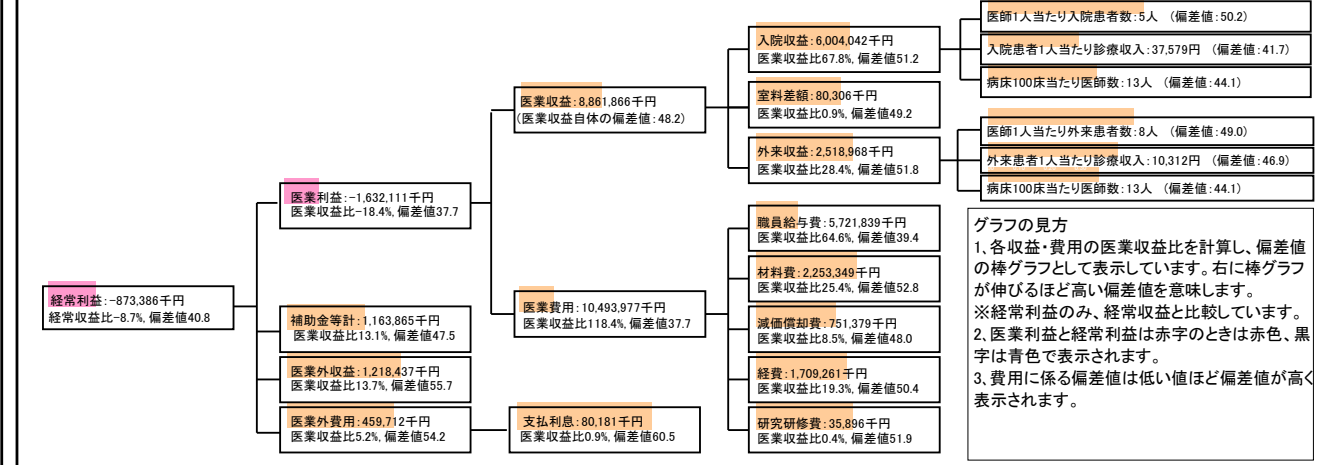 経常利益:-873,386千円
経常収支比-8.7%, 偏差値40.8
医業利益:-1,632,111千円
医業収益比-18.4%, 偏差値37.7
補助金等計:1,163,865千円
医業収益比13.1%, 偏差値47.5
医業外収益:1,218,437千円
医業収益比13.7%, 偏差値55.7
医業外費用:459,712千円
医業収益比5.2%, 偏差値54.2
支払利息:80,181千円
医業収益比0.9%, 偏差値60.5
医業収益:8,861,866千円
(医業収益自体の偏差値:48.2)
医業費用:10,493,977千円
医業収益比118.4%, 偏差値37.7
入院収益:6,004,042千円
医業収益比67.8%, 偏差値51.2
室料差額:80,306千円
医業収益比0.9%, 偏差値49.2
外来収益:2,518,968千円
医業収益比28.4%, 偏差値51.8
職員給与費:5,721,839千円
医業収益比64.6%, 偏差値39.4
材料費:2,253,349千円
医業収益比25.4%, 偏差値52.8
減価償却費:751,379千円
医業収益比8.5%, 偏差値48.0
経費:1,709,261千円
医業収益比19.3%, 偏差値50.4
研究研修費:35,896千円
医業収益比0.4%, 偏差値51.9
医師1人当たり入院患者数:5人 (偏差値:50.2)
入院患者1人当たり診療収入:37,579円 (偏差値:41.7)
病床100床当たり医師数:13人 (偏差値:44.1)
医師1人当たり外来患者数:8人 (偏差値:49.0)
外来患者1人当たり診療収入:10,312円 (偏差値:46.9)
病床100床当たり医師数:13人 (偏差値:44.1)
グラフの見方
1、各収益・費用の医業収益比を計算し、偏差値
の棒グラフとして表示しています。右に棒グラフ
が伸びるほど高い偏差値を意味します。
※経常利益のみ、経常収益と比較しています。
2、医業利益と経常利益は赤字のときは赤色、黒
字は青色で表示されます。
3、費用に係る偏差値は低い値ほど偏差値が高く
表示されます。